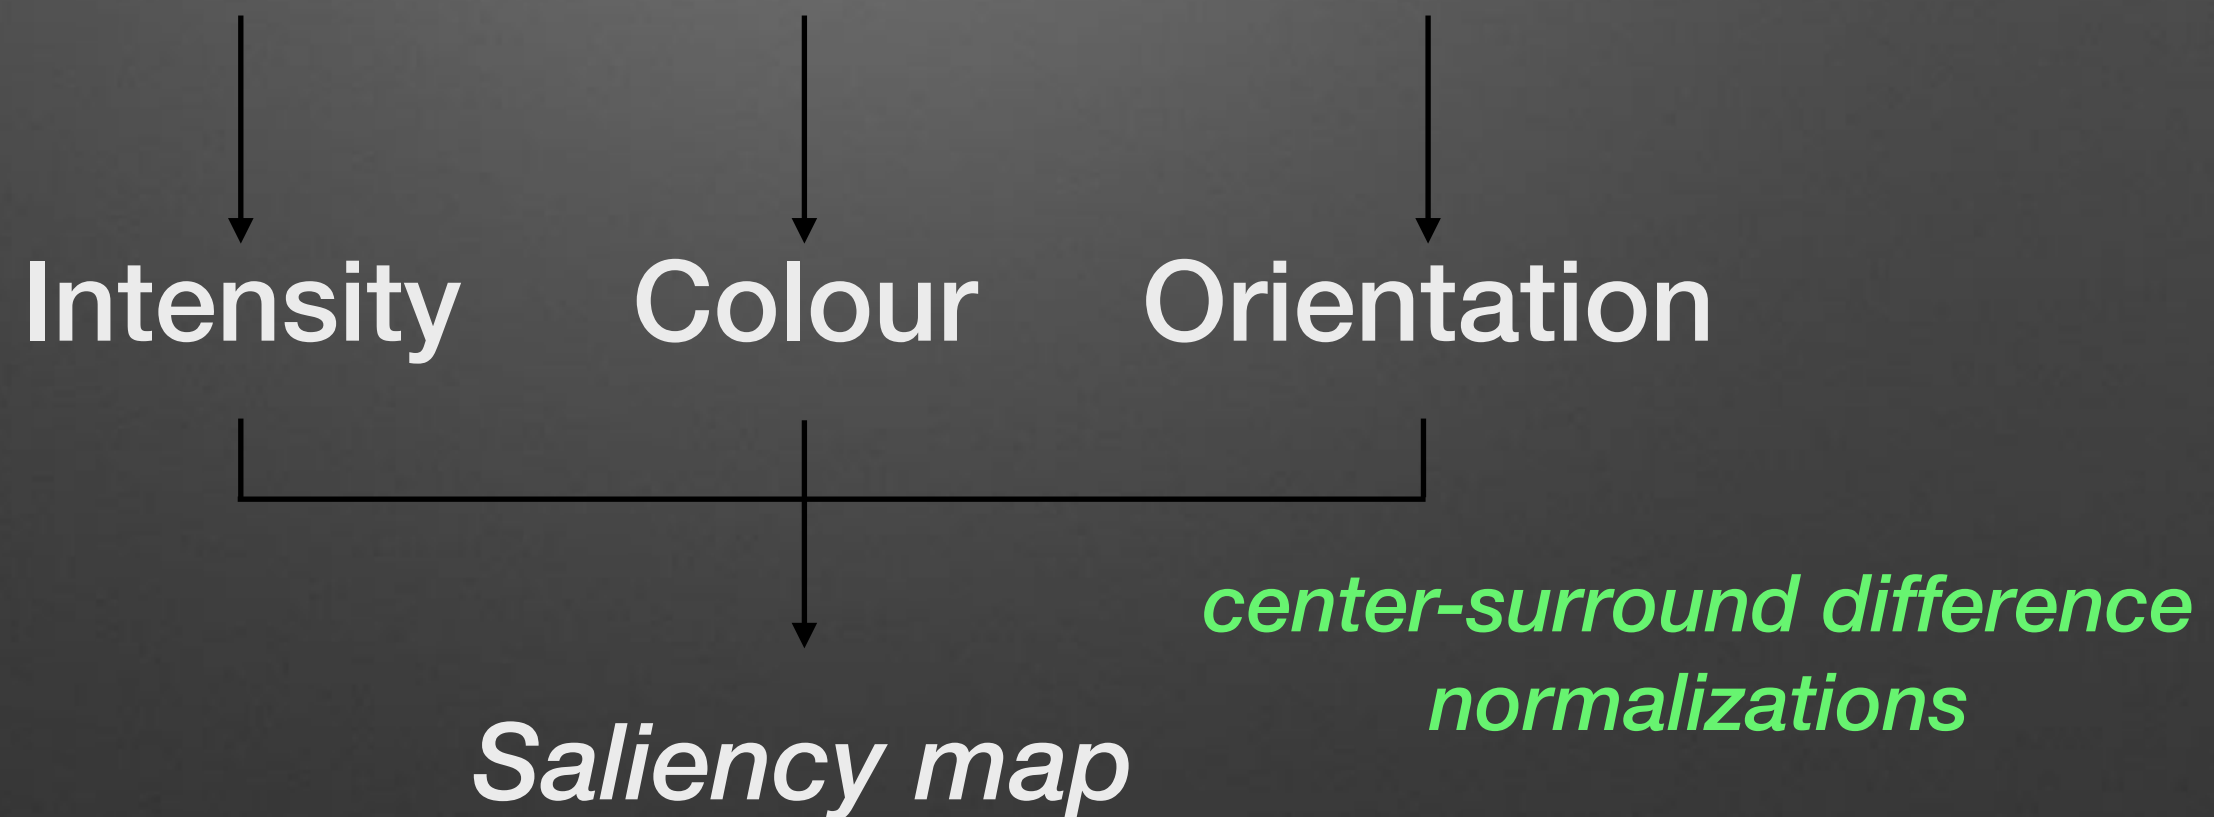 Intensity Colour Orientation
center-surround difference
normalizations
Saliency map